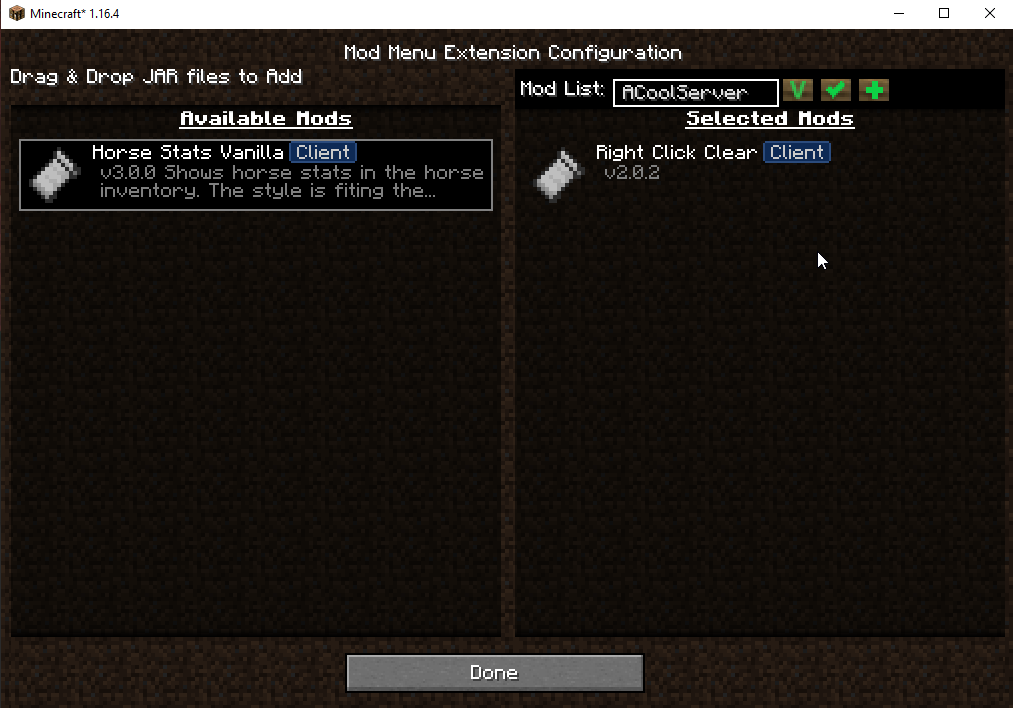 Minecraft* 1.16.4
Mod Menu Extension Configuration
Drag & Drop JAR files to Add
Mod List: ACoolServer V
Available Mods
Selected Mods
Horse Stats Vanilla Client
v3.0.0 Shows horse stats in the horse
inventory. The style is fiting the...
Right Click Clear Client
v2.0.2
Done